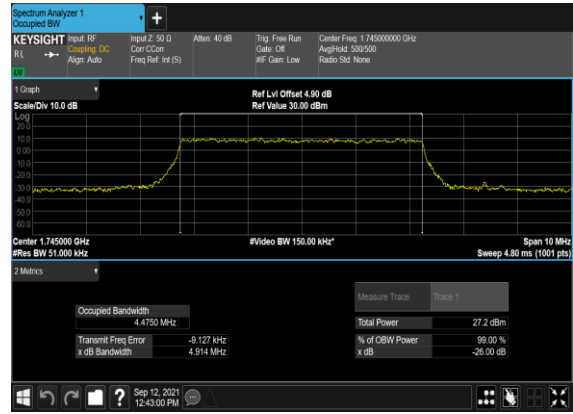 Spectrum Analyzer 1
Occupied BW
+
KEYSIGHT Input: RF Input Z: 50 Ω Atten: 40 dB Trig: Free Run Center Freq: 1.745000000 GHz
RL Coupling: DC Corr CCorr Gate: Off Avg|Hold: 500/500
Align: Auto Freq Ref: Int (S) #IF Gain: Low Radio Std: None
1 Graph
Ref Lvl Offset 4.90 dB
Scale/Div 10.0 dB Ref Value 30.00 dBm
Log
20.0
10.0
0.00
-10.0
-20.0
-30.0
-40.0
-50.0
-60.0
Center 1.745000 GHz #Video BW 150.00 kHz* Span 10 MHz
#Res BW 51.000 kHz Sweep 4.80 ms (1001 pts)
2 Metrics
Measure Trace Trace 1
Occupied Bandwidth
4.4750 MHz Total Power 27.2 dBm
Transmit Freq Error -9.127 kHz % of OBW Power 99.00 %
x dB Bandwidth 4.914 MHz x dB -26.00 dB
?
Sep 12, 2021
12:43:00 PM